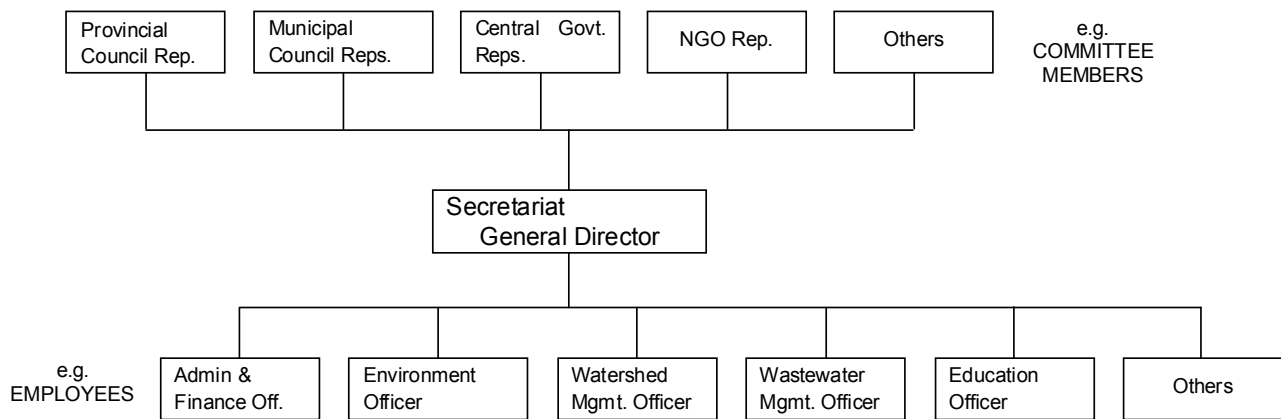 Provincial
Council Rep.
Municipal
Council Reps.
Central Govt.
Reps.
NGO Rep.
Others
e.g.
COMMITTEE
MEMBERS
Secretariat
General Director
e.g.
EMPLOYEES
Admin &
Finance Off.
Environment
Officer
Watershed
Mgmt. Officer
Wastewater
Mgmt. Officer
Education
Officer
Others